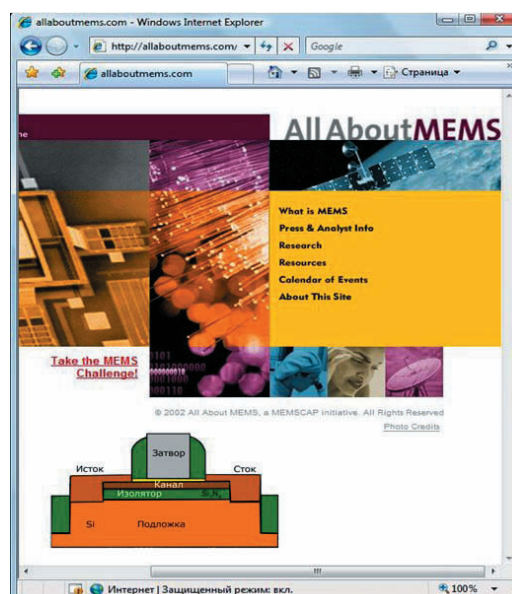 allaboutmems.com - Windows Internet Explorer
http://allaboutmems.com/
Google
allaboutmems.com
Страница
ne
All AboutMEMS
What is MEMS
Press & Analyst Info
Research
Resources
Calendar of Events
About This Site
Take the MEMS
Challenge!
© 2002 All About MEMS, a MEMSCAP initiative. All Rights Reserved
Photo Credits
Затвор
Исток
Сток
Канал
Изолятор
Si
Подложка
Интернет | Защищенный режим: вкл.
100%